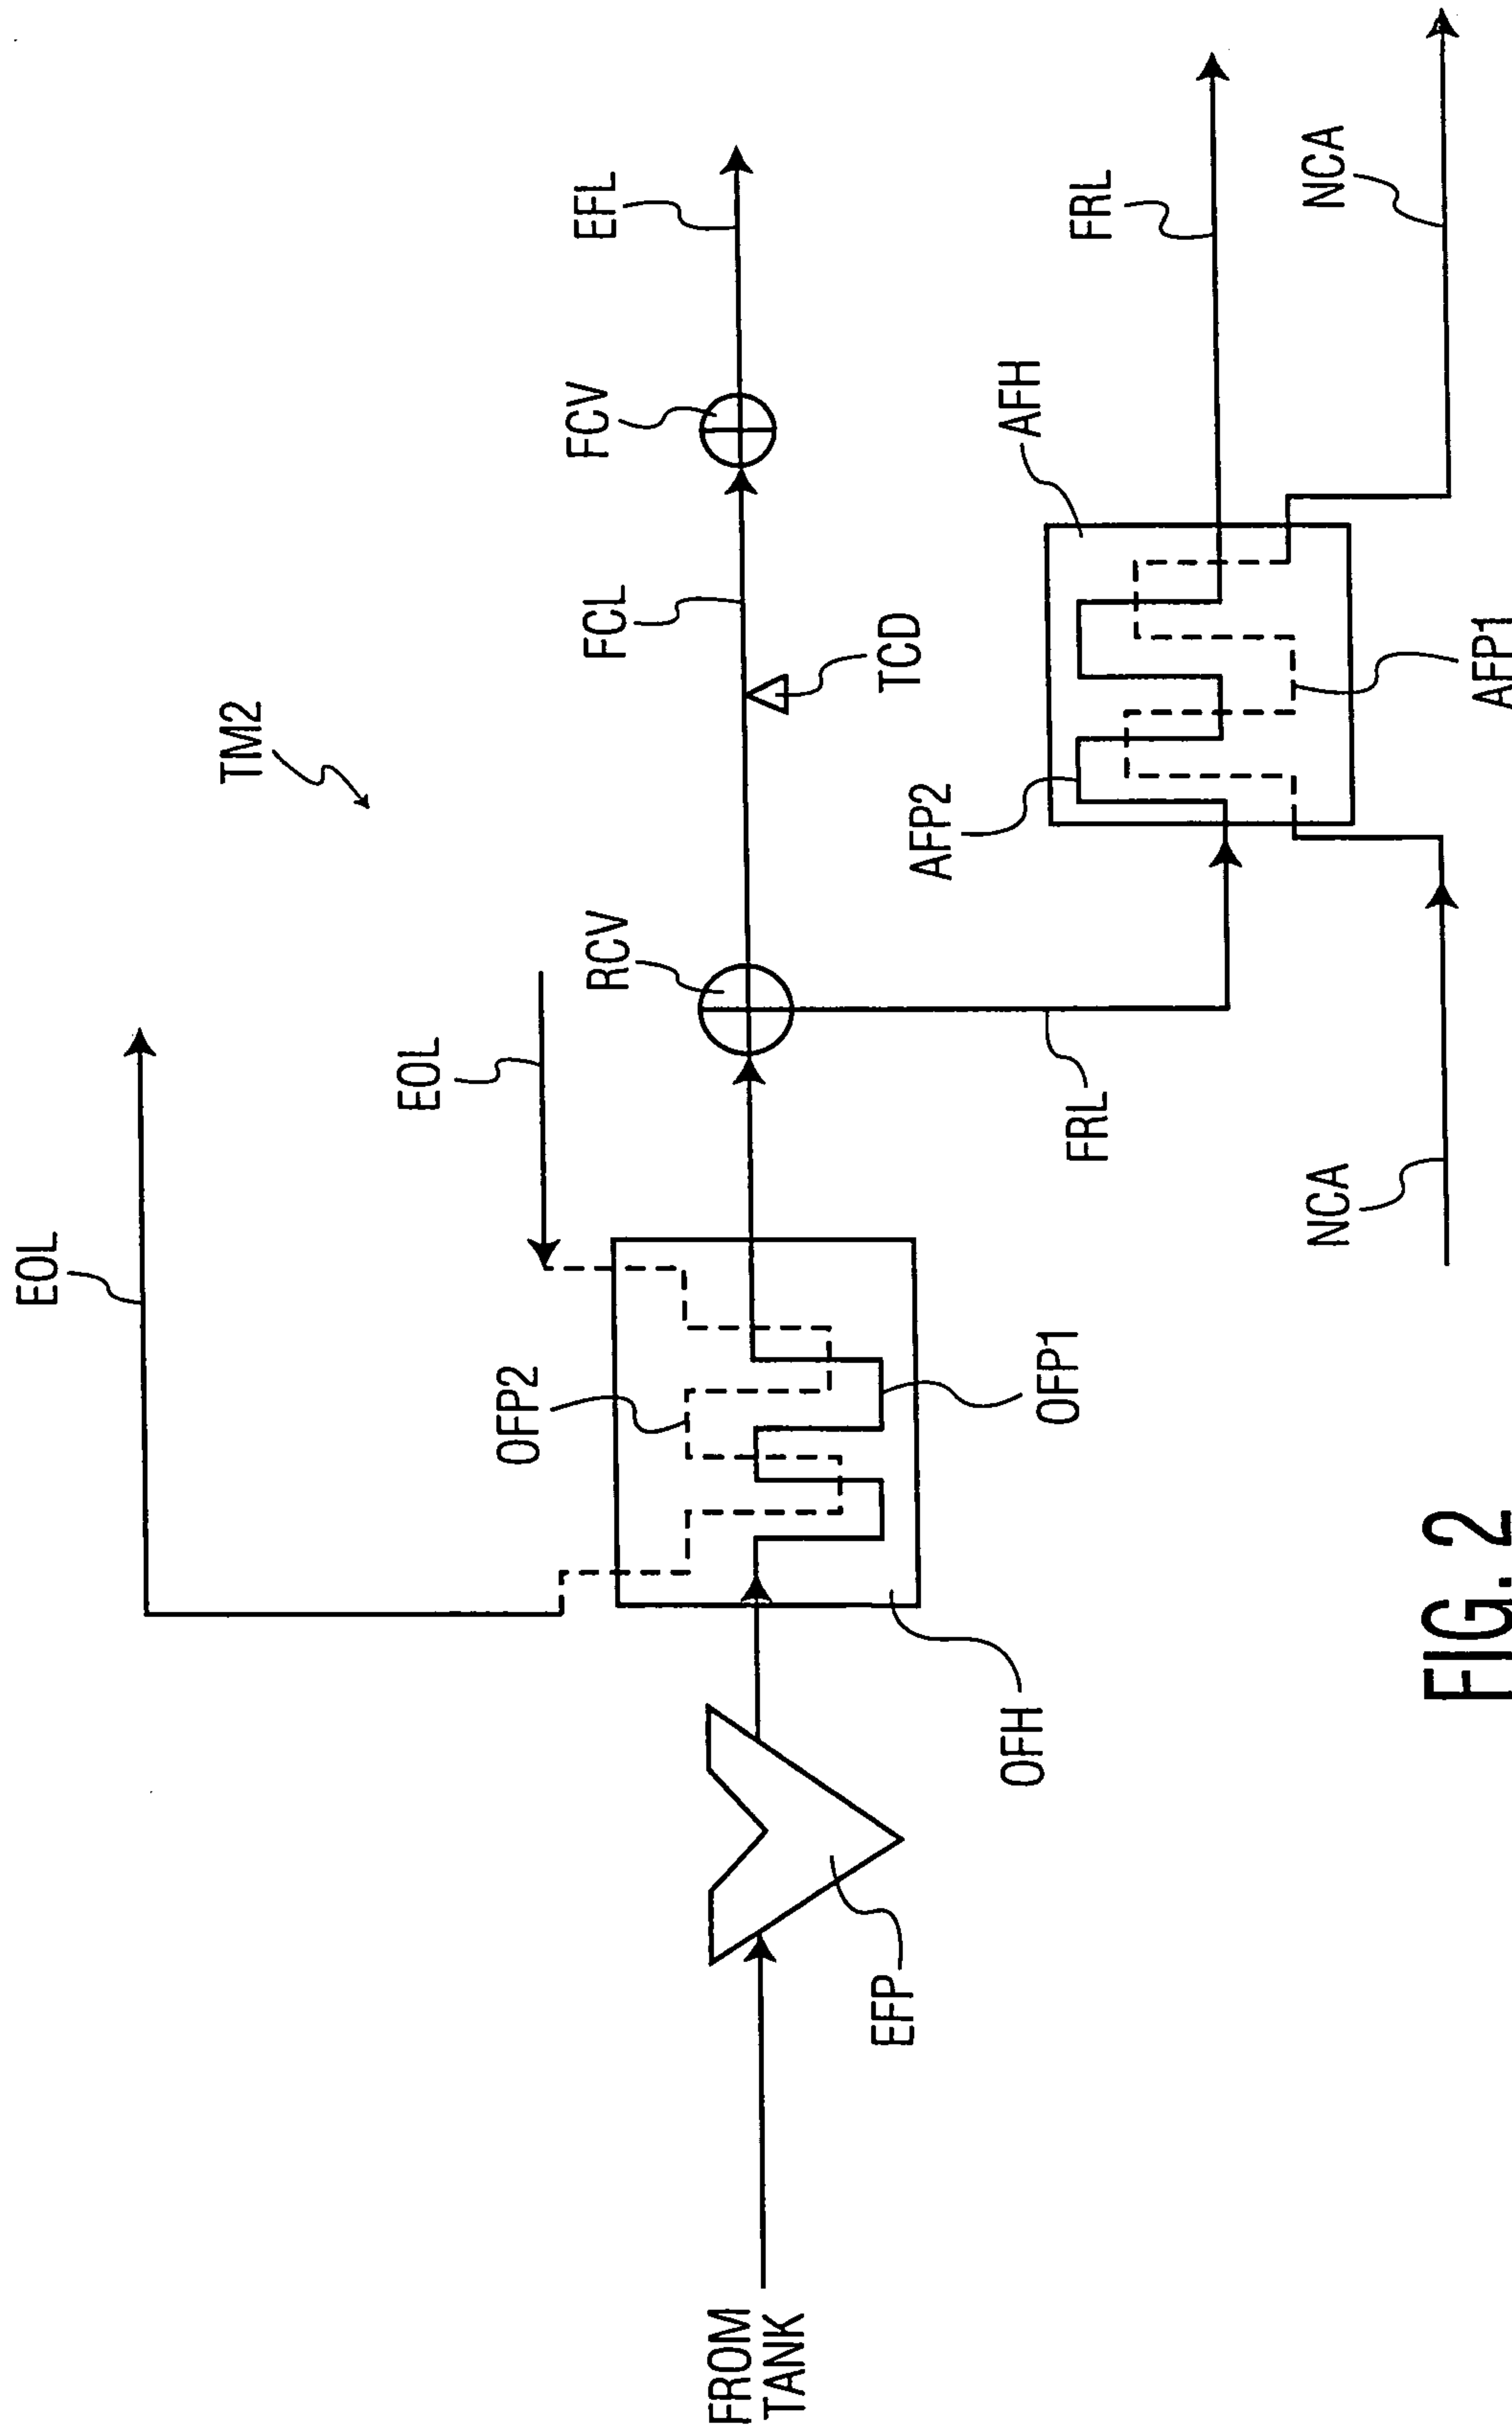 TM2
EOL
EOL
OFP2
RCV
FCL
FCV
EFL
TCD
FROM
TANK
EFP
OFH
OFP1
FRL
AFP2
AFH
FRL
NCA
AFP1
NCA
FIG. 2